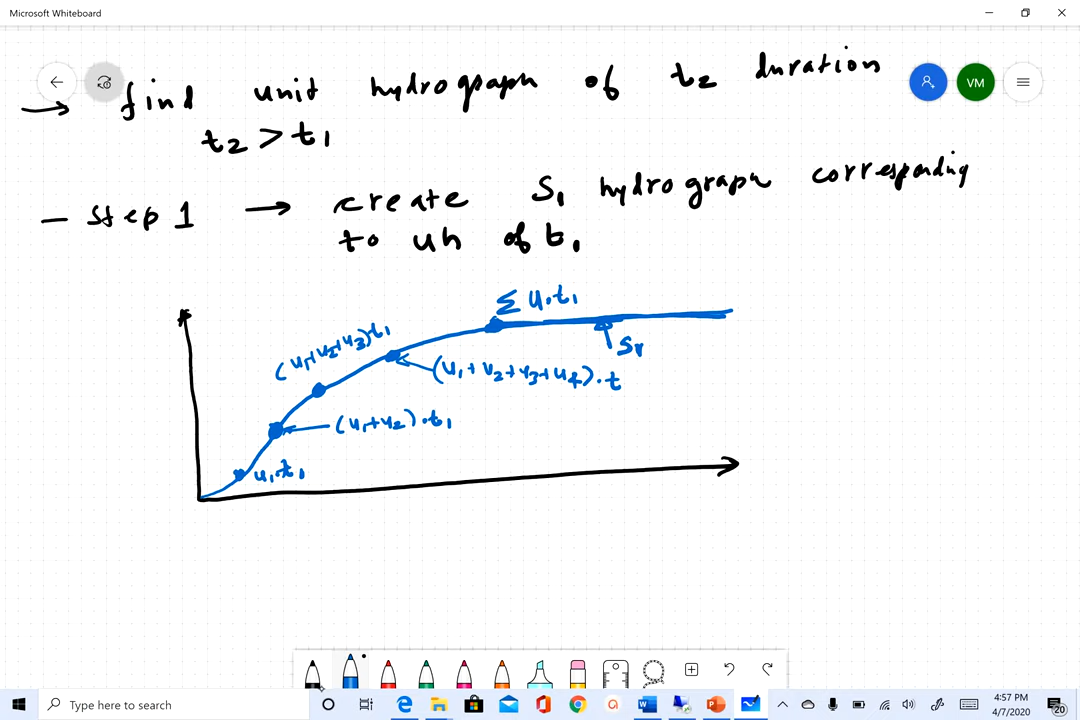 Microsoft Whiteboard
→ find unit hydrograph of t2 duration
t2 > t1
VM
- step 1 → create S1 hydrograph corresponding
to uh of t1
Σ u.t1
(u1+u2+u3).t1
S1
(u1+u2+u3+u4).t
(u1+u2).t1
u1.t1
Type here to search
4:57 PM
4/7/2020
20